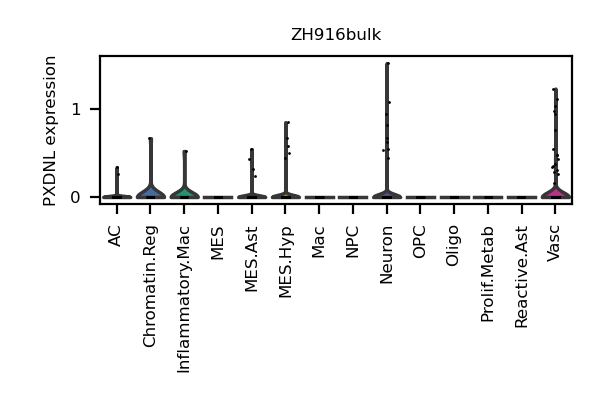 ZH916bulk
PXDNL expression
1
0
AC
Chromatin.Reg
Inflammatory.Mac
MES
MES.Ast
MES.Hyp
Mac
NPC
Neuron
OPC
Oligo
Prolif.Metab
Reactive.Ast
Vasc